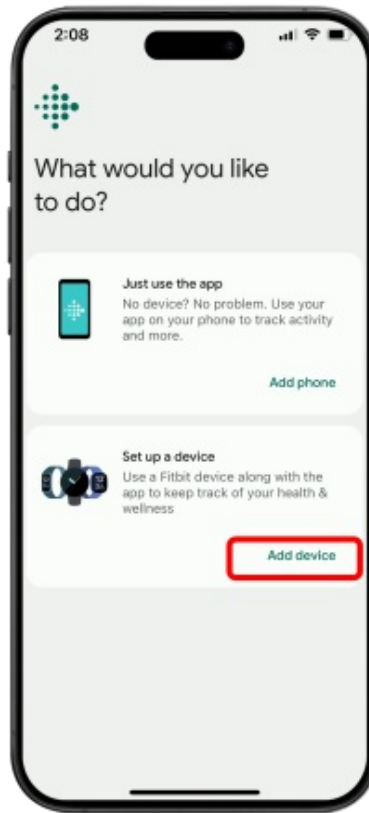 2:08
What would you like
to do?
Just use the app
No device? No problem. Use your
app on your phone to track activity
and more.
Add phone
Set up a device
Use a Fitbit device along with the
app to keep track of your health &
wellness
Add device